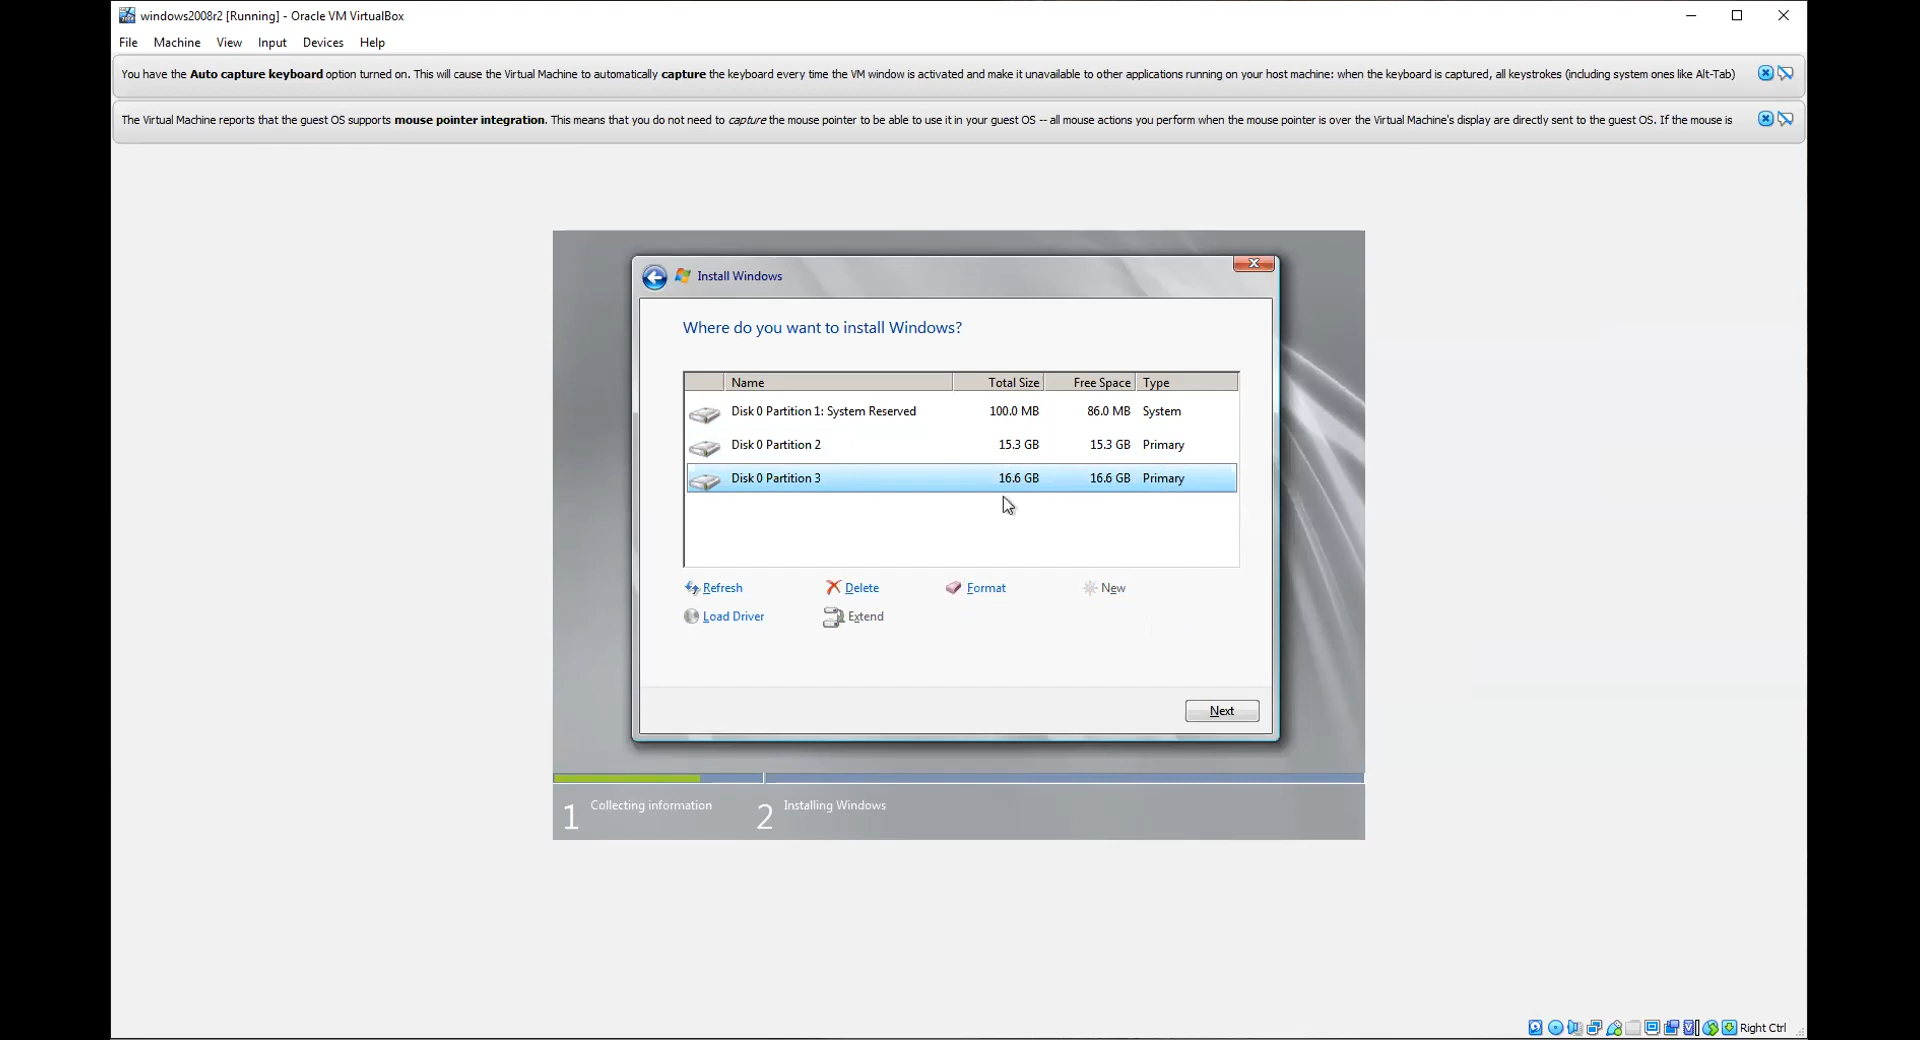 windows2008r2 [Running] - Oracle VM VirtualBox
File Machine View Input Devices Help
You have the Auto capture keyboard option turned on. This will cause the Virtual Machine to automatically capture the keyboard every time the VM window is activated and make it unavailable to other applications running on your host machine: when the keyboard is captured, all keystrokes (including system ones like Alt-Tab)
The Virtual Machine reports that the guest OS supports mouse pointer integration. This means that you do not need to capture the mouse pointer to be able to use it in your guest OS -- all mouse actions you perform when the mouse pointer is over the Virtual Machine's display are directly sent to the guest OS. If the mouse is
Install Windows
Where do you want to install Windows?
Name Total Size Free Space Type
Disk 0 Partition 1: System Reserved 100.0 MB 86.0 MB System
Disk 0 Partition 2 15.3 GB 15.3 GB Primary
Disk 0 Partition 3 16.6 GB 16.6 GB Primary
Refresh Delete Format New
Load Driver Extend
Next
1 Collecting information 2 Installing Windows
Right Ctrl